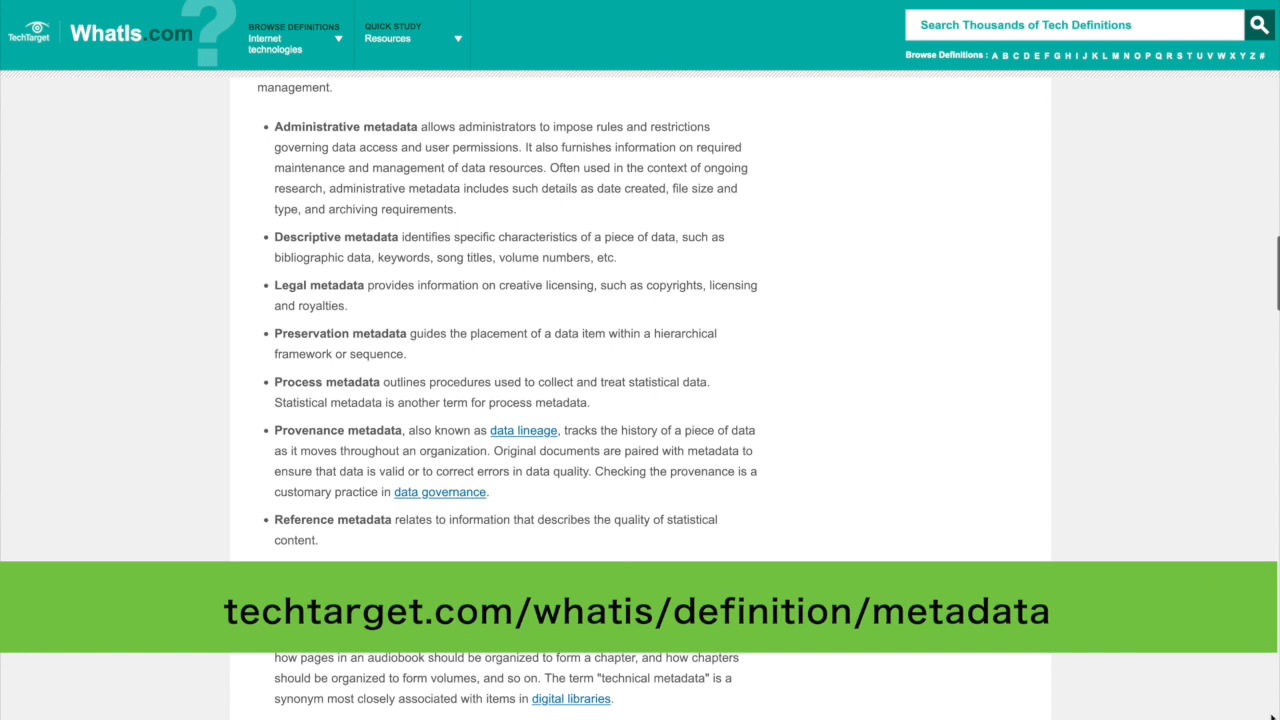 TechTarget
WhatIs.com
?
BROWSE DEFINITIONS
Internet
technologies
QUICK STUDY
Resources
Search Thousands of Tech Definitions
Browse Definitions : A B C D E F G H I J K L M N O P Q R S T U V W X Y Z #
management.
• Administrative metadata allows administrators to impose rules and restrictions
governing data access and user permissions. It also furnishes information on required
maintenance and management of data resources. Often used in the context of ongoing
research, administrative metadata includes such details as date created, file size and
type, and archiving requirements.
• Descriptive metadata identifies specific characteristics of a piece of data, such as
bibliographic data, keywords, song titles, volume numbers, etc.
• Legal metadata provides information on creative licensing, such as copyrights, licensing
and royalties.
• Preservation metadata guides the placement of a data item within a hierarchical
framework or sequence.
• Process metadata outlines procedures used to collect and treat statistical data.
Statistical metadata is another term for process metadata.
• Provenance metadata, also known as data lineage, tracks the history of a piece of data
as it moves throughout an organization. Original documents are paired with metadata to
ensure that data is valid or to correct errors in data quality. Checking the provenance is a
customary practice in data governance.
• Reference metadata relates to information that describes the quality of statistical
content.
techtarget.com/whatis/definition/metadata
how pages in an audiobook should be organized to form a chapter, and how chapters
should be organized to form volumes, and so on. The term "technical metadata" is a
synonym most closely associated with items in digital libraries.